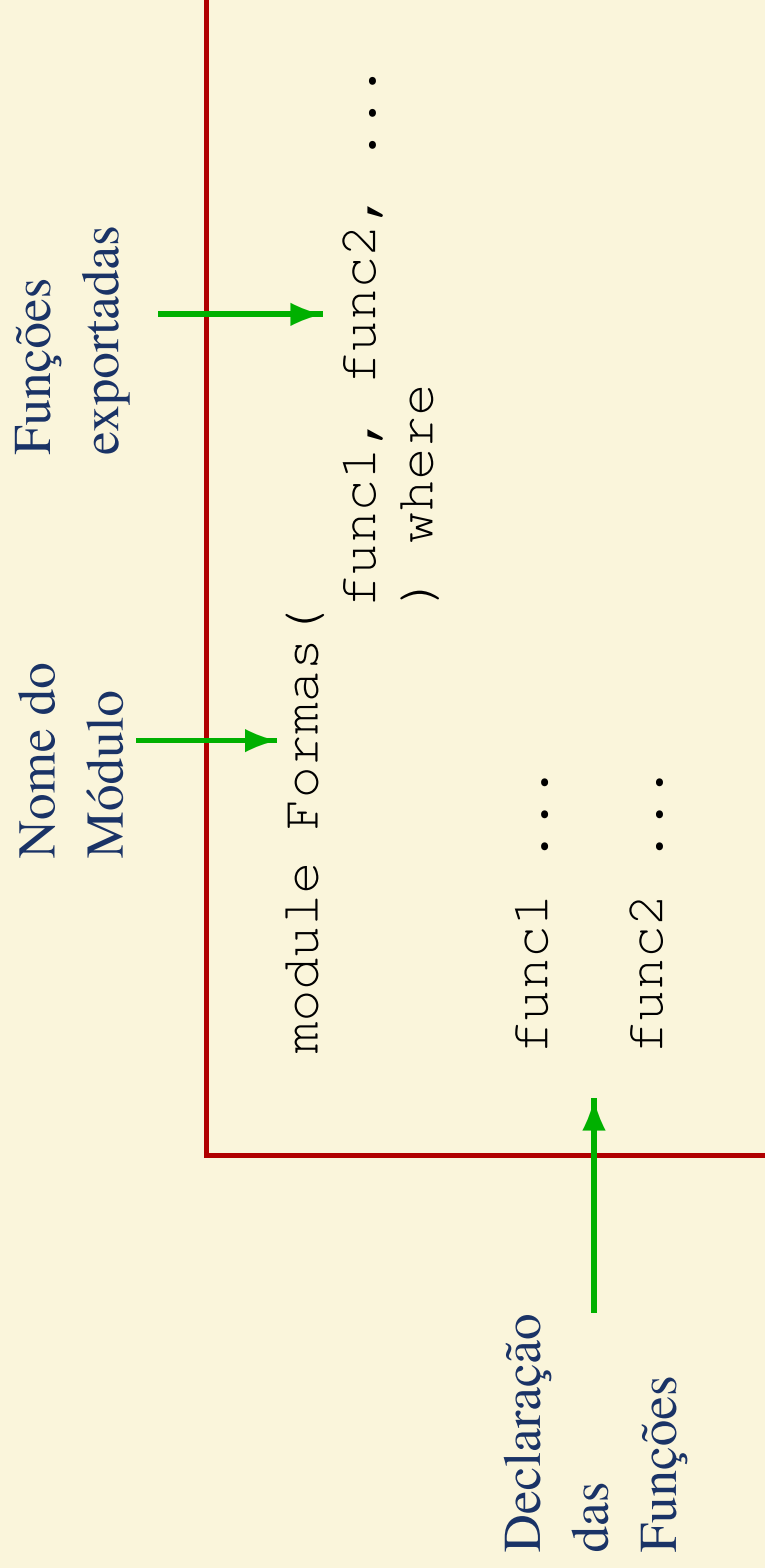 Nome do
Módulo
Funções
exportadas
module Formas(
func1, func2, ...
) where
Declaração
das
Funções
func1 ...
func2 ...